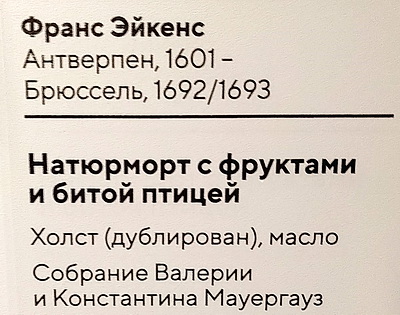 Франс Эйкенс
Антверпен, 1601 –
Брюссель, 1692/1693
Натюрморт с фруктами
и битой птицей
Холст (дублирован), масло
Собрание Валерии
и Константина Мауергауз